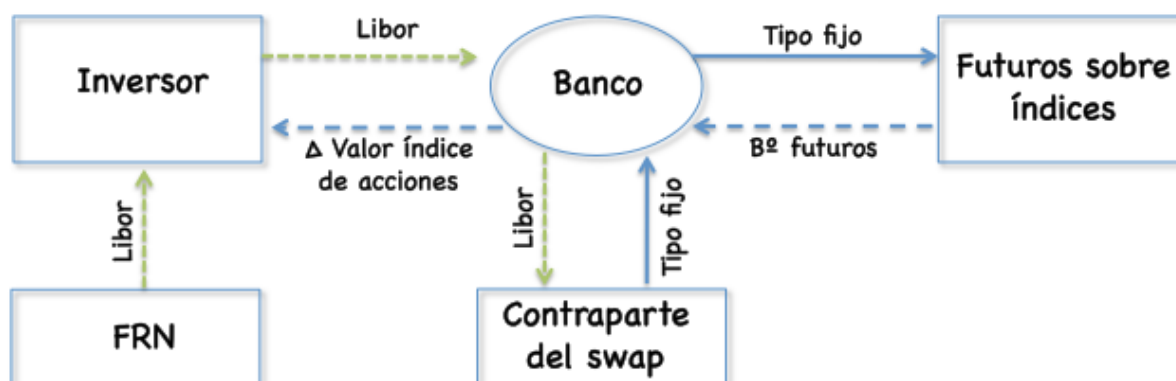 Libor
Tipo fijo
Inversor
Banco
Futuros sobre
índices
Δ Valor índice
de acciones
Bº futuros
Libor
Libor
Tipo fijo
FRN
Contraparte
del swap